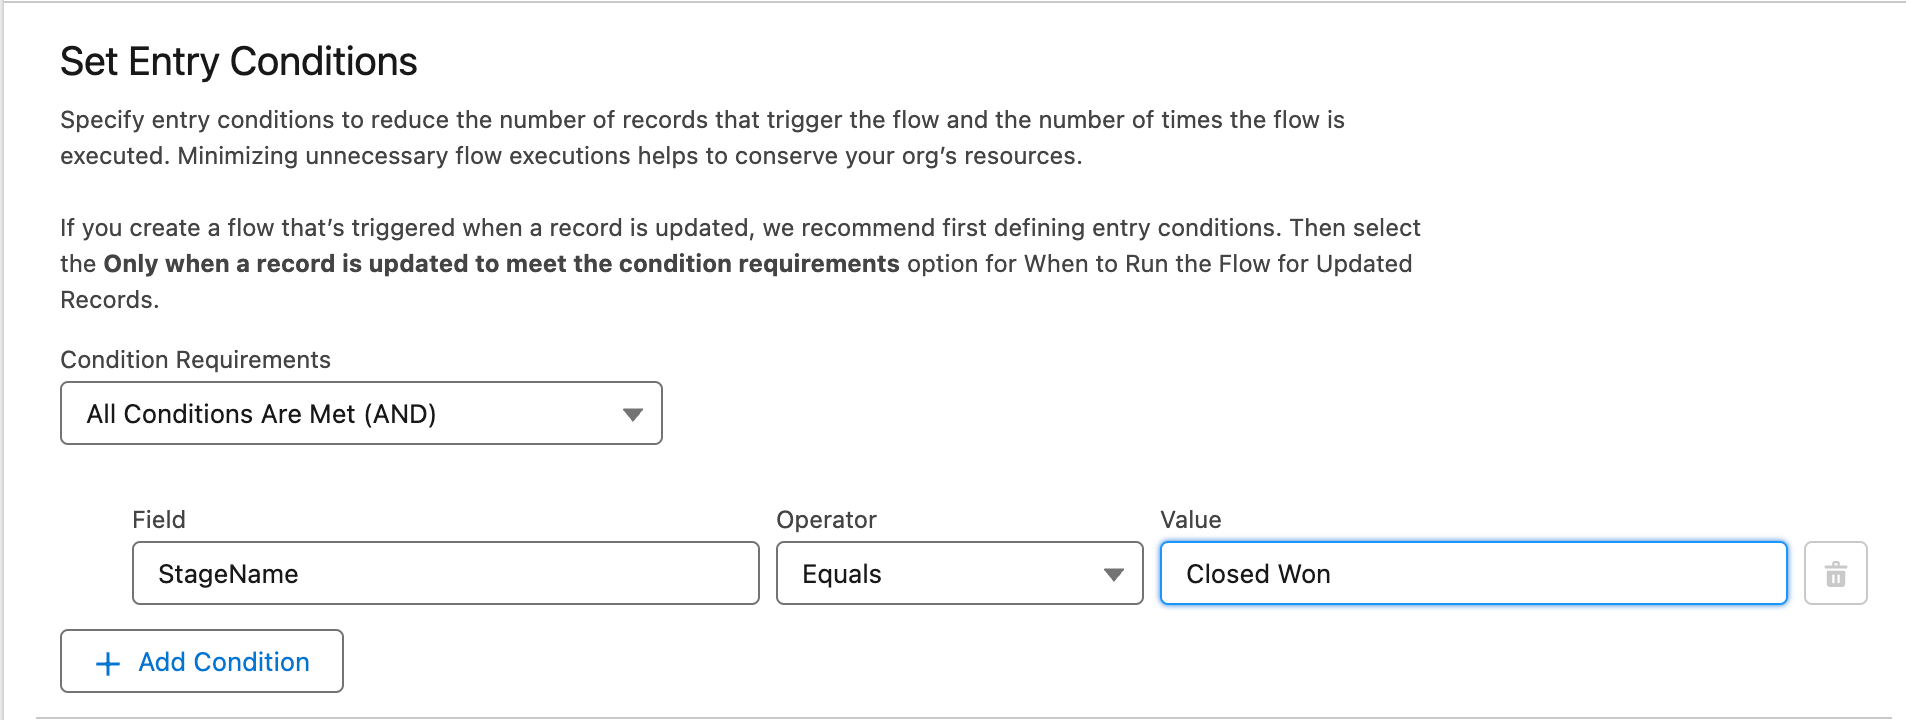 Set Entry Conditions
Specify entry conditions to reduce the number of records that trigger the flow and the number of times the flow is
executed. Minimizing unnecessary flow executions helps to conserve your org’s resources.
If you create a flow that’s triggered when a record is updated, we recommend first defining entry conditions. Then select
the Only when a record is updated to meet the condition requirements option for When to Run the Flow for Updated
Records.
Condition Requirements
All Conditions Are Met (AND)
Field Operator Value
StageName Equals Closed Won
+ Add Condition